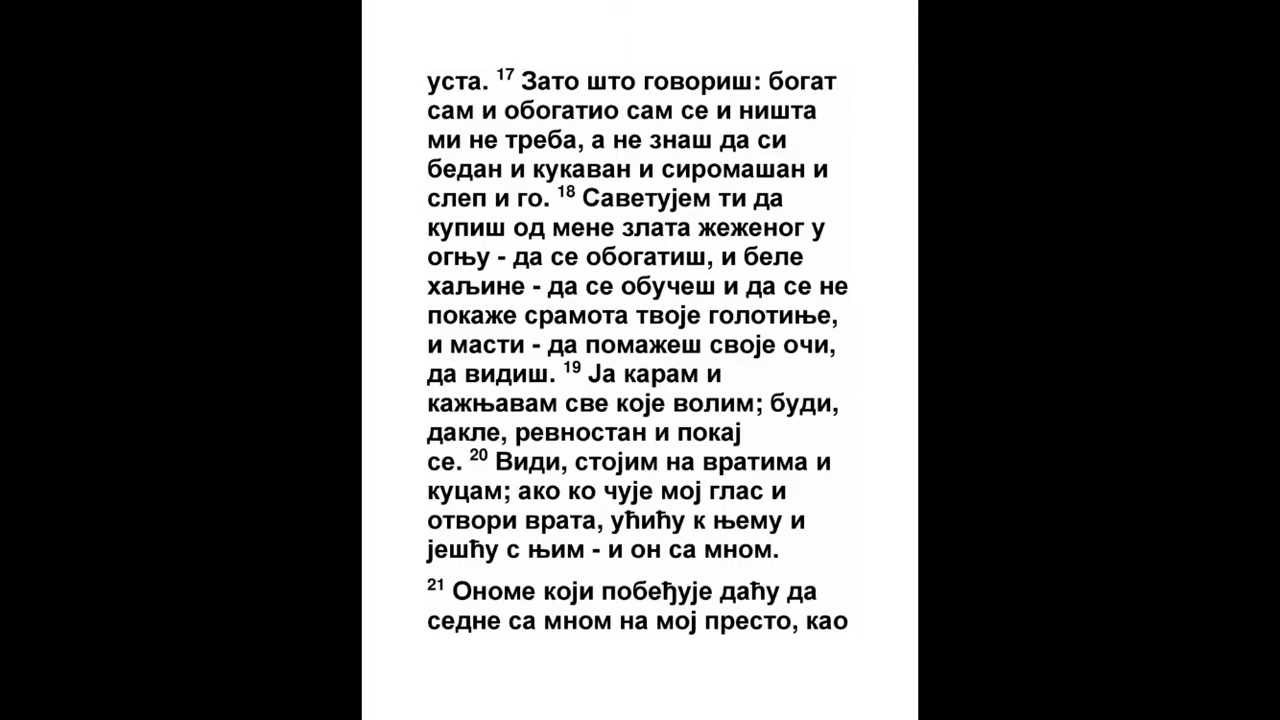 уста. 17 Зато што говориш: богат
сам и обогатио сам се и ништа
ми не треба, а не знаш да си
бедан и кукаван и сиромашан и
слеп и го. 18 Саветујем ти да
купиш од мене злата жеженог у
огњу - да се обогатиш, и беле
хаљине - да се обучеш и да се не
покаже срамота твоје голотиње,
и масти - да помажеш своје очи,
да видиш. 19 Ја карам и
кажњавам све које волим; буди,
дакле, ревностан и покај
се. 20 Види, стојим на вратима и
куцам; ако ко чује мој глас и
отвори врата, ућићу к њему и
јешћу с њим - и он са мном.
21 Ономе који побеђује даћу да
седне са мном на мој престо, као